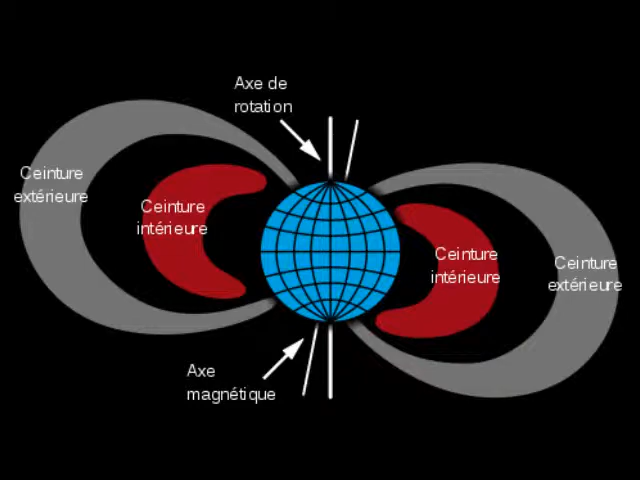 Axe de
rotation
Ceinture
extérieure
Ceinture
intérieure
Ceinture
intérieure
Ceinture
extérieure
Axe
magnétique